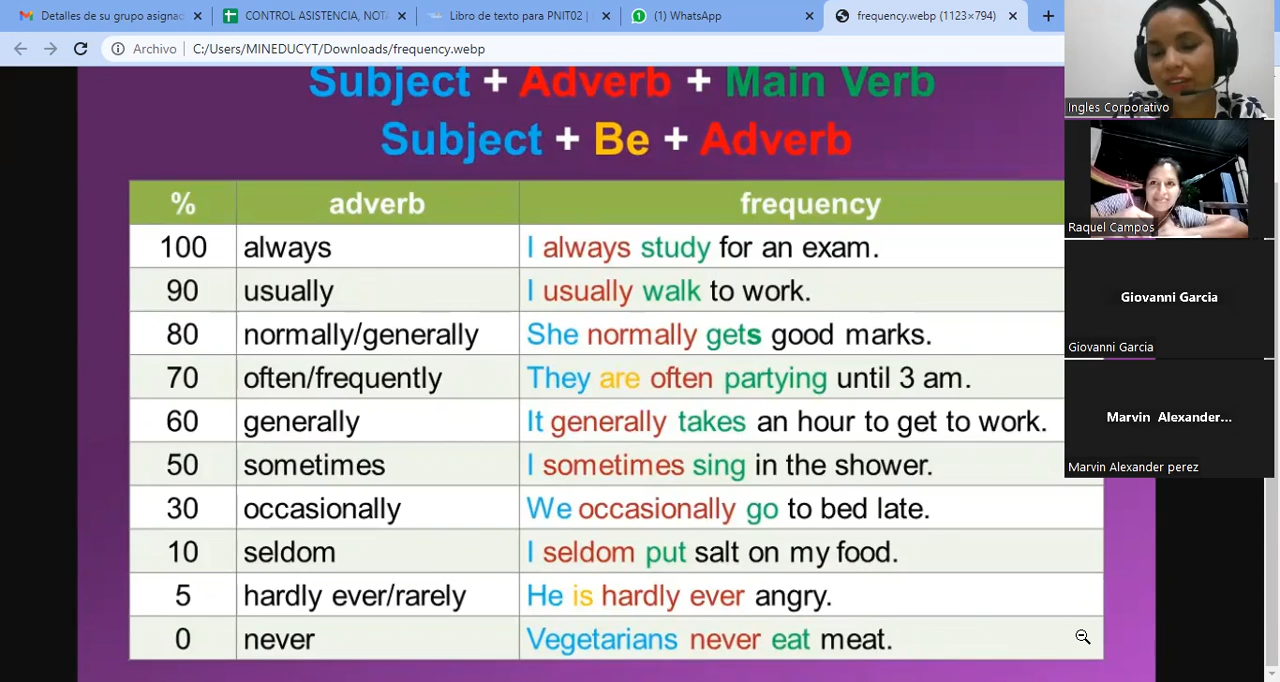 Detalles de su grupo asignac
CONTROL ASISTENCIA, NOTA
Libro de texto para PNIT02 |
(1) WhatsApp
frequency.webp (1123×794)
Archivo | C:/Users/MINEDUCYT/Downloads/frequency.webp
Subject + Adverb + Main Verb
Subject + Be + Adverb
% adverb frequency
100 always I always study for an exam.
90 usually I usually walk to work.
80 normally/generally She normally gets good marks.
70 often/frequently They are often partying until 3 am.
60 generally It generally takes an hour to get to work.
50 sometimes I sometimes sing in the shower.
30 occasionally We occasionally go to bed late.
10 seldom I seldom put salt on my food.
5 hardly ever/rarely He is hardly ever angry.
0 never Vegetarians never eat meat.
Ingles Corporativo
Raquel Campos
Giovanni Garcia
Giovanni Garcia
Marvin Alexander...
Marvin Alexander perez